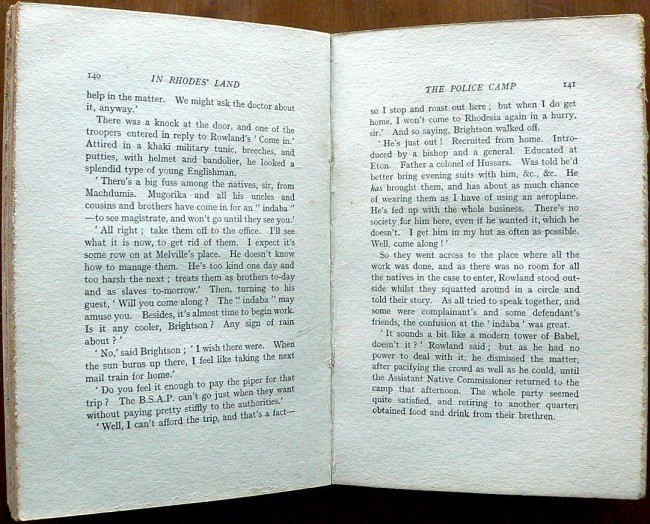 140 IN RHODES' LAND
help in the matter. We might ask the doctor about
it, anyway.'
There was a knock at the door, and one of the
troopers entered in reply to Rowland's 'Come in.'
Attired in a khaki military tunic, breeches, and
putties, with helmet and bandolier, he looked a
splendid type of young Englishman.
'There's a big fuss among the natives, sir, from
Machdumis. Mugorika and all his uncles and
cousins and brothers have come in for an "indaba"
—to see magistrate, and won't go until they see you.'
'All right; take them off to the office. I'll see
what it is now, to get rid of them. I expect it's
some row on at Melville's place. He doesn't know
how to manage them. He's too kind one day and
too harsh the next; treats them as brothers to-day
and as slaves to-morrow.' Then, turning to his
guest, 'Will you come along? The "indaba" may
amuse you. Besides, it's almost time to begin work.
Is it any cooler, Brightson? Any sign of rain
about?'
'No,' said Brightson; 'I wish there were. When
the sun burns up there, I feel like taking the next
mail train for home.'
'Do you feel it enough to pay the piper for that
trip? The B.S.A.P. can't go just when they want
without paying pretty stiffly to the authorities.'
'Well, I can't afford the trip, and that's a fact—
THE POLICE CAMP 141
so I stop and roast out here; but when I do get
home, I won't come to Rhodesia again in a hurry,
sir.' And so saying, Brightson walked off.
'He's just out! Recruited from home. Intro-
duced by a bishop and a general. Educated at
Eton. Father a colonel of Hussars. Was told he'd
better bring evening suits with him, &c., &c. He
has brought them, and has about as much chance
of wearing them as I have of using an aeroplane.
He's fed up with the whole business. There's no
society for him here, even if he wanted it, which he
doesn't. I get him in my hut as often as possible.
Well, come along!'
So they went across to the place where all the
work was done, and as there was no room for all
the natives in the case to enter, Rowland stood out-
side whilst they squatted around in a circle and
told their story. As all tried to speak together, and
some were complainant's and some defendant's
friends, the confusion at the 'indaba' was great.
'It sounds a bit like a modern tower of Babel,
doesn't it?' Rowland said; but as he had no
power to deal with it, he dismissed the matter,
after pacifying the crowd as well as he could, until
the Assistant Native Commissioner returned to the
camp that afternoon. The whole party seemed
quite satisfied, and retiring to another quarter,
obtained food and drink from their brethren.